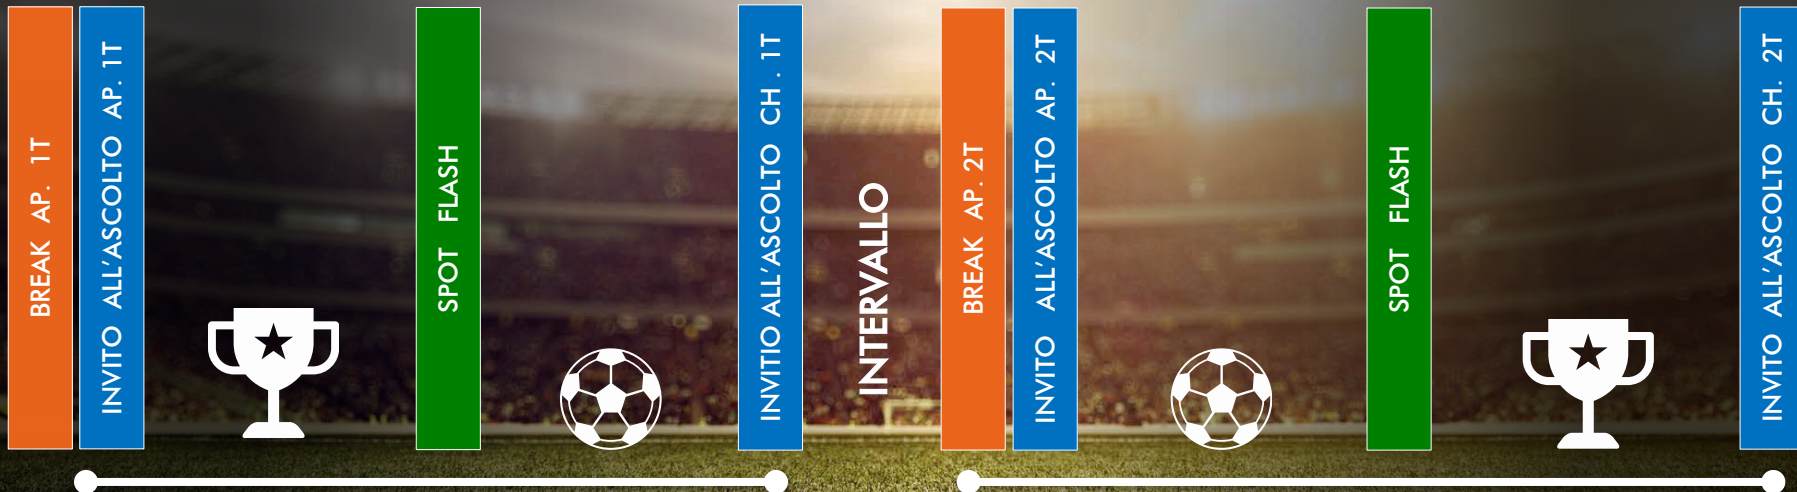 BREAK AP. 1T
INVITO ALL'ASCOLTO AP. 1T
SPOT FLASH
INVITIO ALL'ASCOLTO CH. 1T
INTERVALLO
BREAK AP. 2T
INVITO ALL'ASCOLTO AP. 2T
SPOT FLASH
INVITO ALL'ASCOLTO CH. 2T